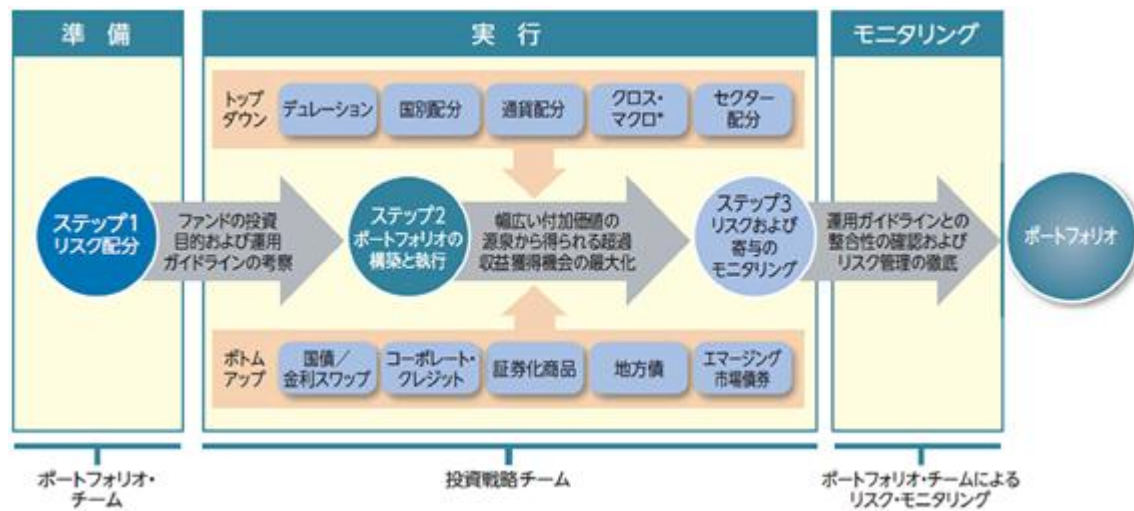 準 備
実 行
モニタリング
トップ
ダウン
デュレーション
国別配分
通貨配分
クロス・
マクロ*
セクター
配分
ステップ1
リスク配分
ファンドの投資
目的および運用
ガイドラインの考察
ステップ2
ポートフォリオの
構築と執行
幅広い付加価値の
源泉から得られる超過
収益獲得機会の最大化
ステップ3
リスクおよび
寄与の
モニタリング
運用ガイドラインとの
整合性の確認および
リスク管理の徹底
ポートフォリオ
ボトム
アップ
国債／
金利スワップ
コーポレート・
クレジット
証券化商品
地方債
エマージング
市場債券
ポートフォリオ・
チーム
投資戦略チーム
ポートフォリオ・チームによる
リスク・モニタリング